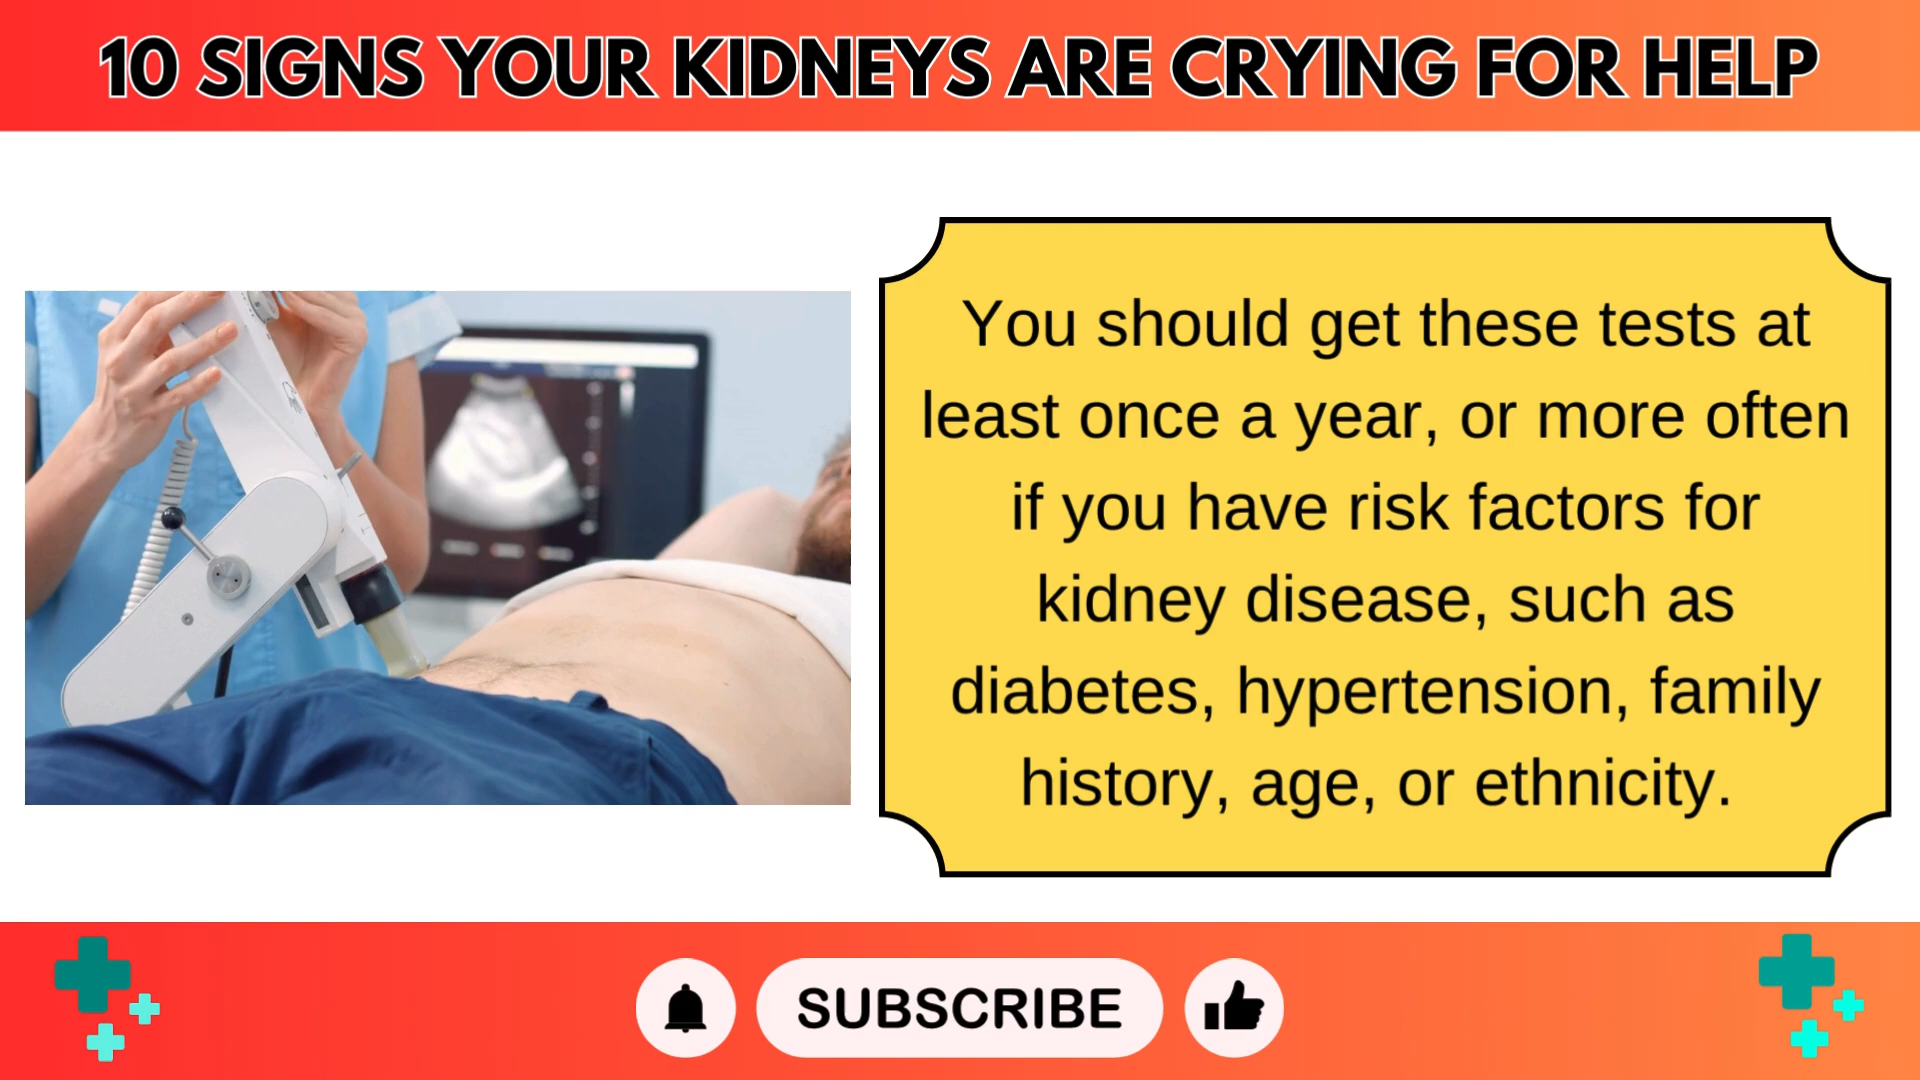 10 SIGNS YOUR KIDNEYS ARE CRYING FOR HELP
You should get these tests at
least once a year, or more often
if you have risk factors for
kidney disease, such as
diabetes, hypertension, family
history, age, or ethnicity.
SUBSCRIBE